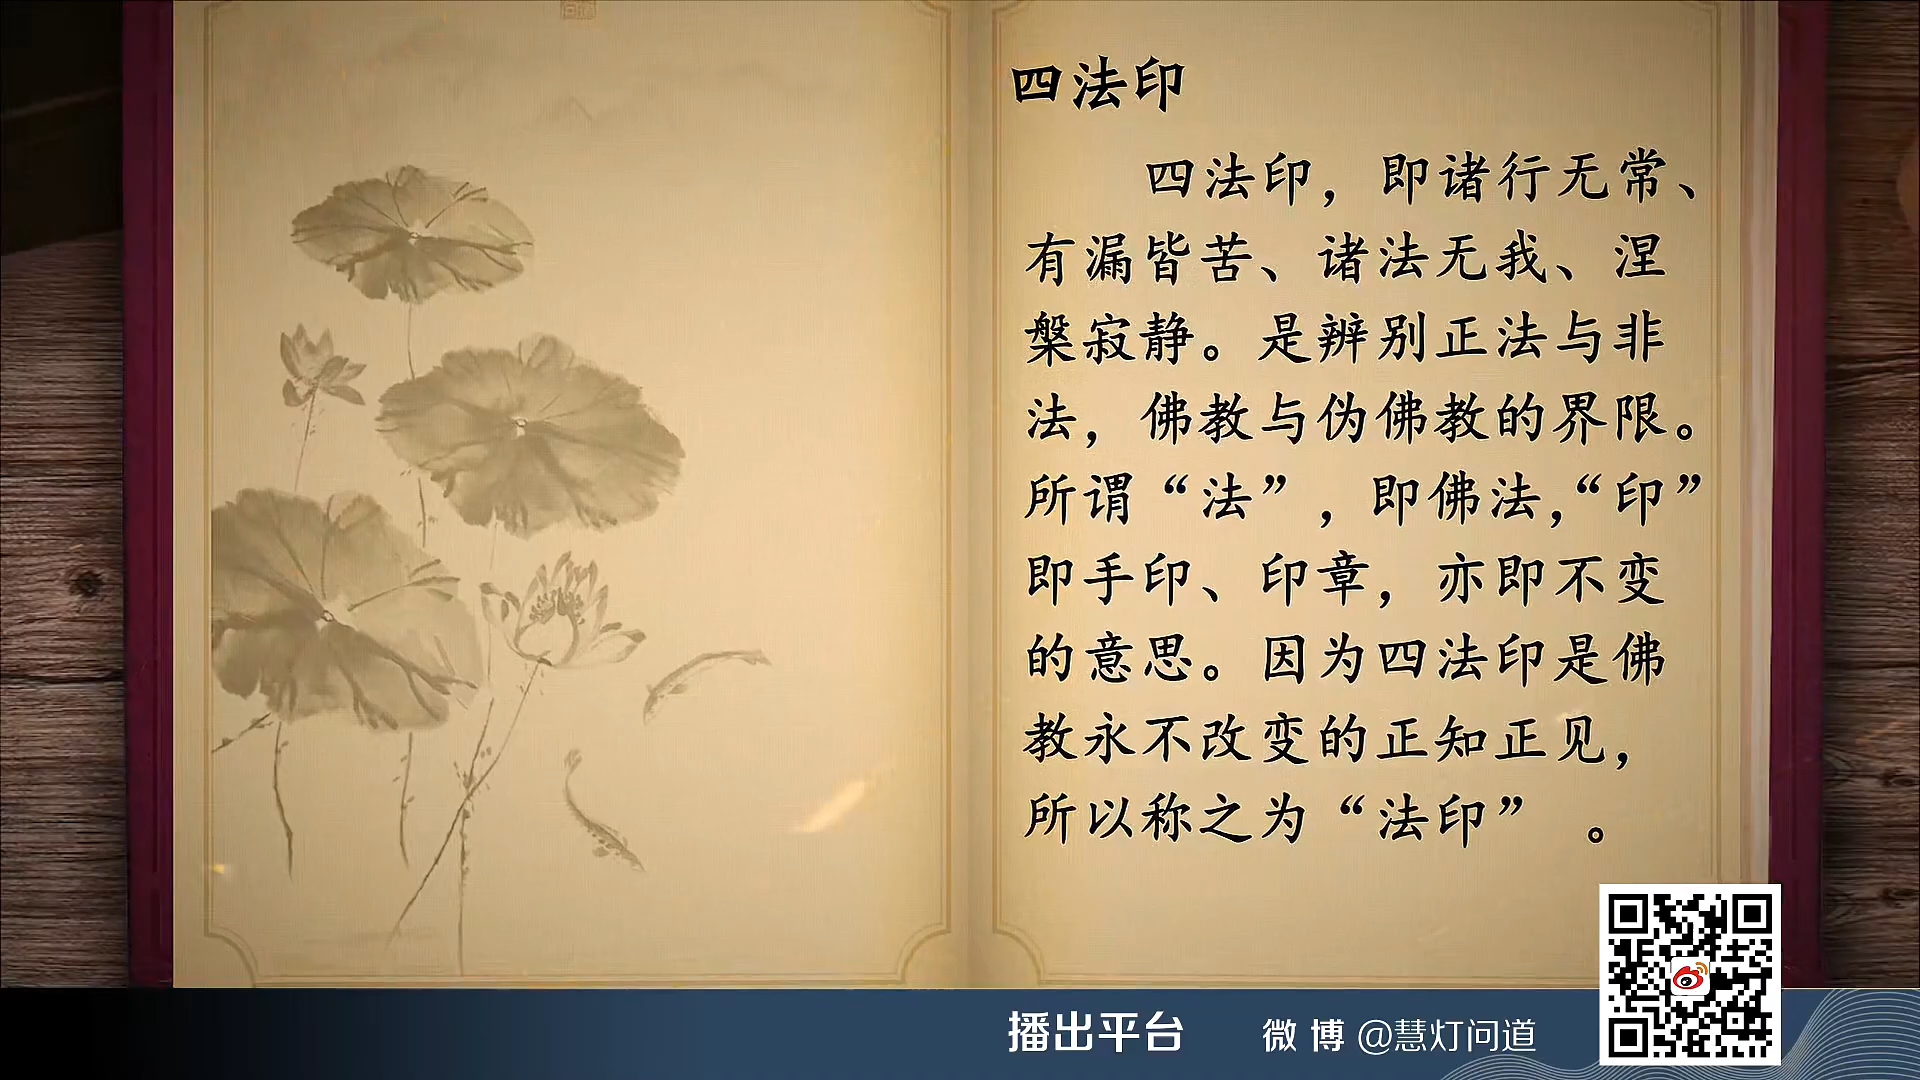 四法印
四法印，即诸行无常、
有漏皆苦、诸法无我、涅
槃寂静。是辨别正法与非
法，佛教与伪佛教的界限。
所谓“法”，即佛法，“印”
即手印、印章，亦即不变
的意思。因为四法印是佛
教永不改变的正知正见，
所以称之为“法印” 。
播出平台 微 博 @慧灯问道